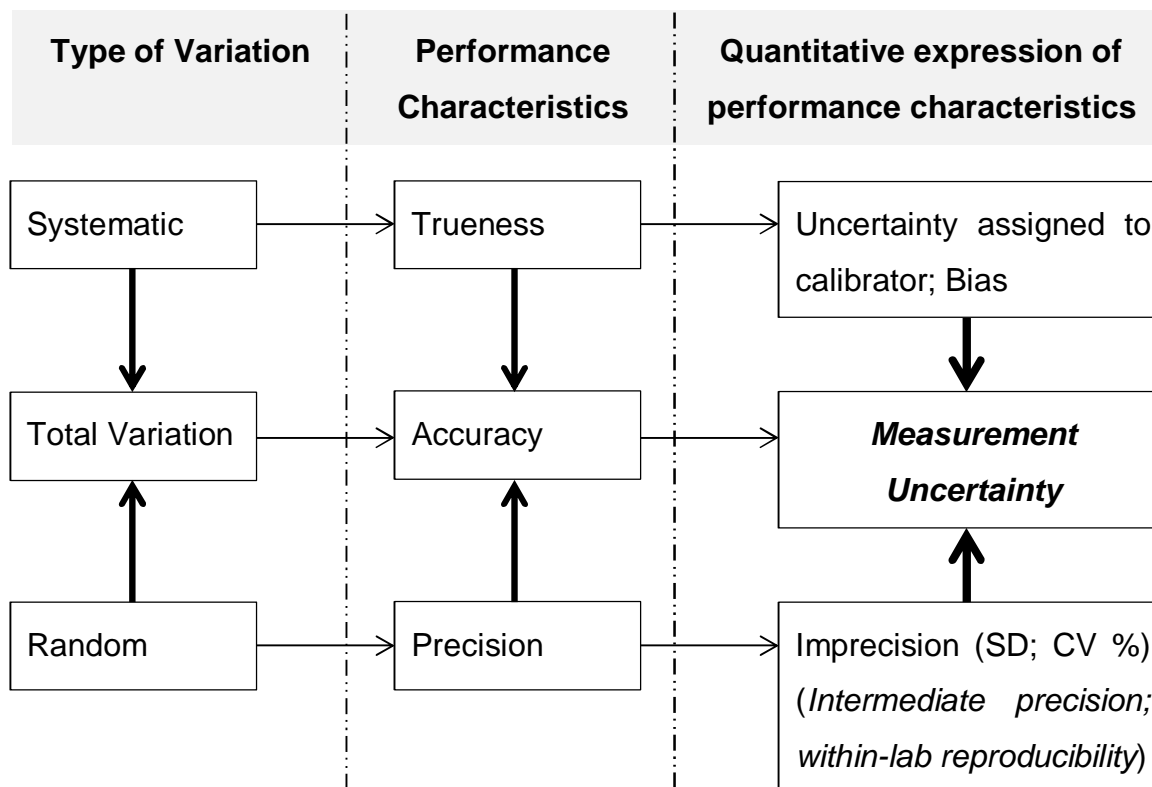 Type of Variation
Performance
Characteristics
Quantitative expression of
performance characteristics
Systematic
Trueness
Uncertainty assigned to
calibrator; Bias
Total Variation
Accuracy
Measurement
Uncertainty
Random
Precision
Imprecision (SD; CV %)
(Intermediate precision;
within-lab reproducibility)